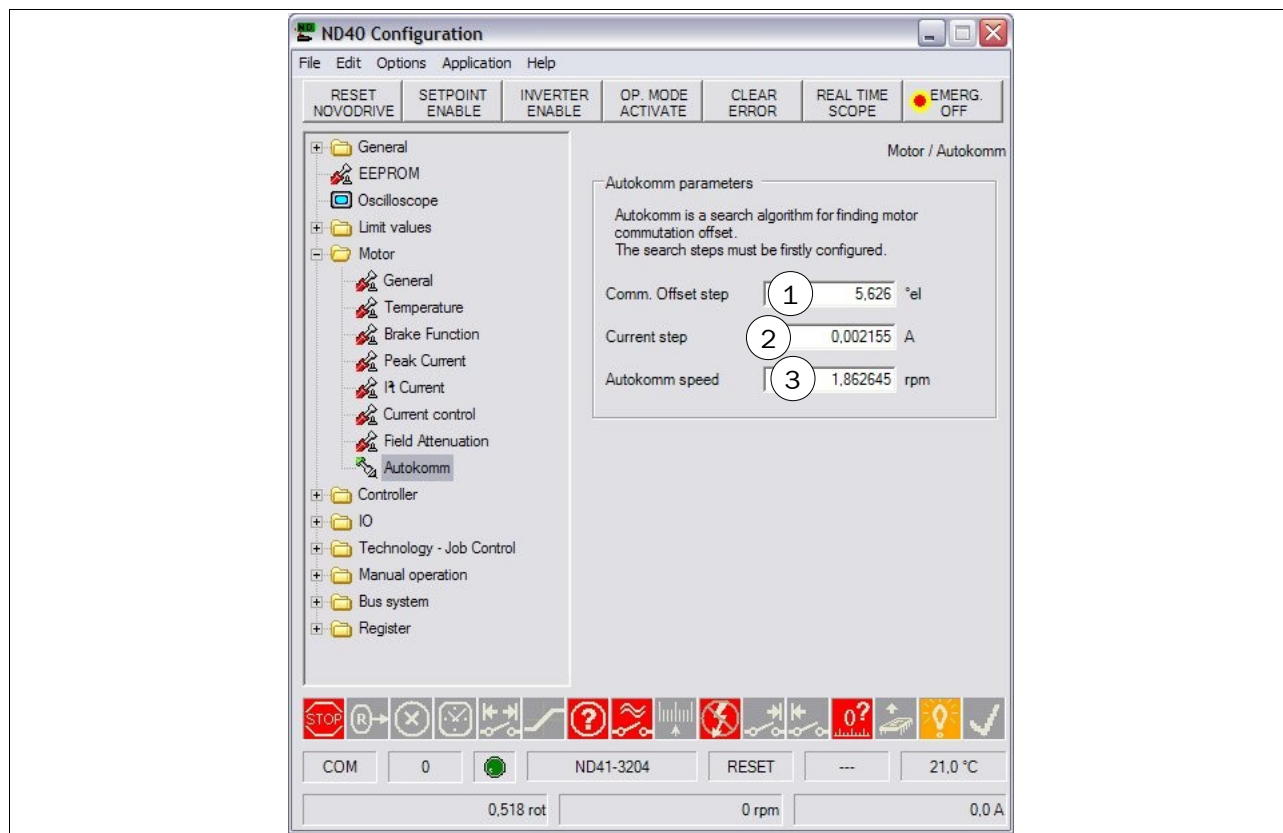 ND40 Configuration
File Edit Options Application Help
RESET NOVODRIVE
SETPOINT ENABLE
INVERTER ENABLE
OP. MODE ACTIVATE
CLEAR ERROR
REAL TIME SCOPE
EMERG. OFF
General
EEPROM
Oscilloscope
Limit values
Motor
General
Temperature
Brake Function
Peak Current
I²t Current
Current control
Field Attenuation
Autokomm
Controller
IO
Technology - Job Control
Manual operation
Bus system
Register
Motor / Autokomm
Autokomm parameters
Autokomm is a search algorithm for finding motor
commutation offset.
The search steps must be firstly configured.
Comm. Offset step 1 5,626 °el
Current step 2 0,002155 A
Autokomm speed 3 1,862645 rpm
STOP R ? 0?
COM 0 ND41-3204 RESET --- 21,0 °C
0,518 rot 0 rpm 0,0 A